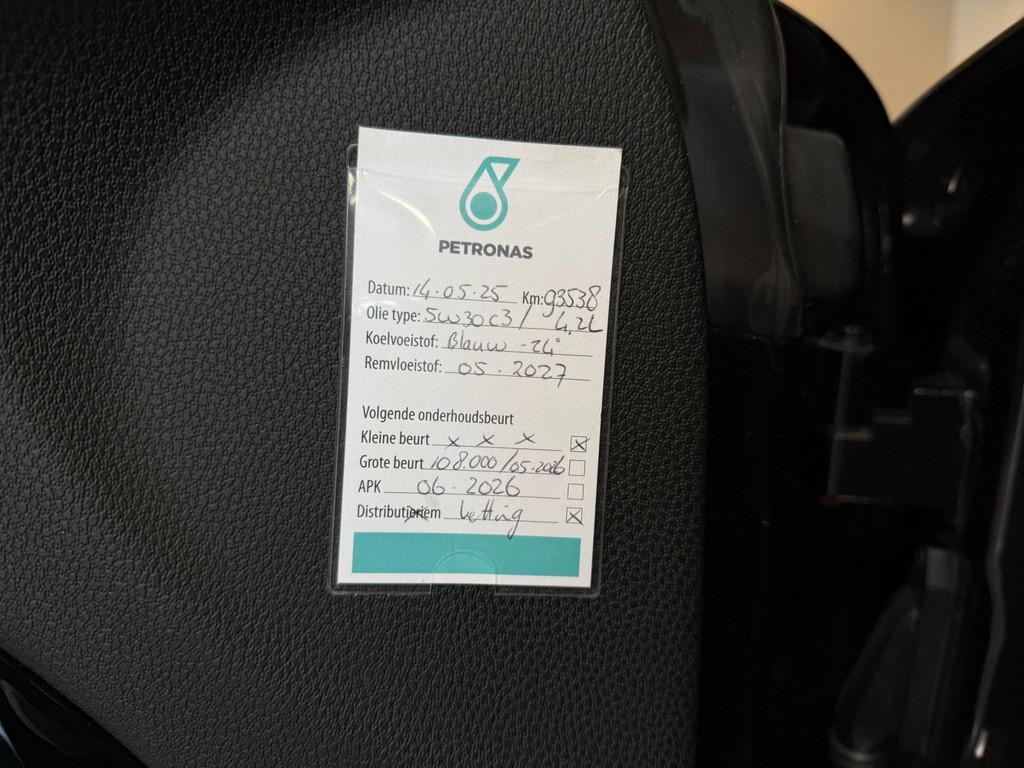 PETRONAS
Datum: 14.05.25 Km: 93538
Olie type: 5W30 C3 / 4,2L
Koelvoeistof: Blauw -24°
Remvloeistof: 05.2027
Volgende onderhoudsbeurt
Kleine beurt x x x
Grote beurt 108.000/05.2026
APK 06.2026
Distributieriem ketting